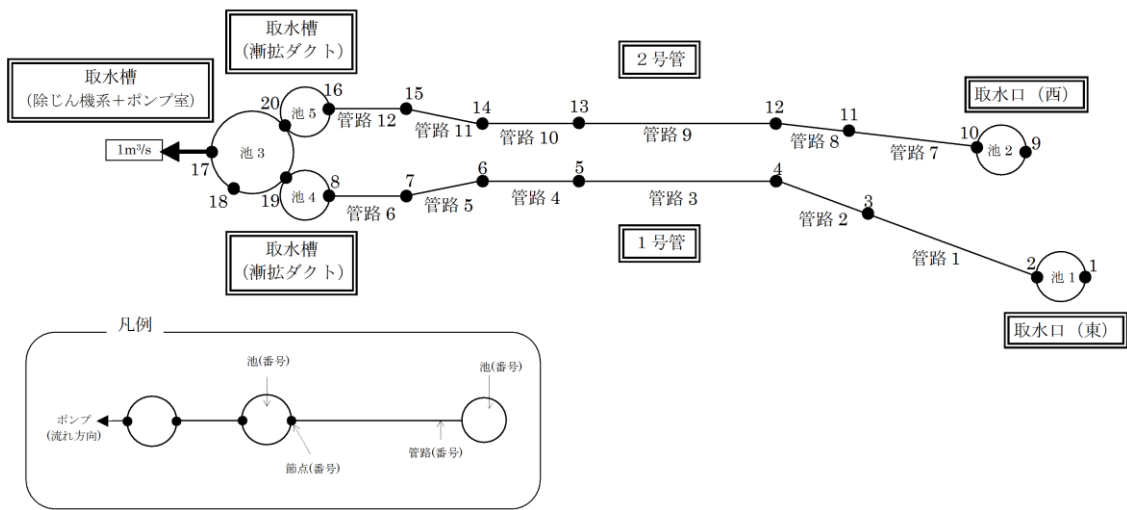 取水槽
(漸拡ダクト)
２号管
取水槽
(除じん機系＋ポンプ室)
取水口（西）
16
15
14
13
12
11
10
9
20
池 5
管路 12
管路 11
管路 10
管路 9
管路 8
管路 7
池 2
1m³/s
池 3
17
18
19
池 4
8
7
6
5
4
3
2
1
管路 6
管路 5
管路 4
管路 3
管路 2
管路 1
池 1
取水槽
(漸拡ダクト)
１号管
取水口（東）
凡例
池(番号)
池(番号)
ポンプ
(流れ方向)
管路(番号)
節点(番号)